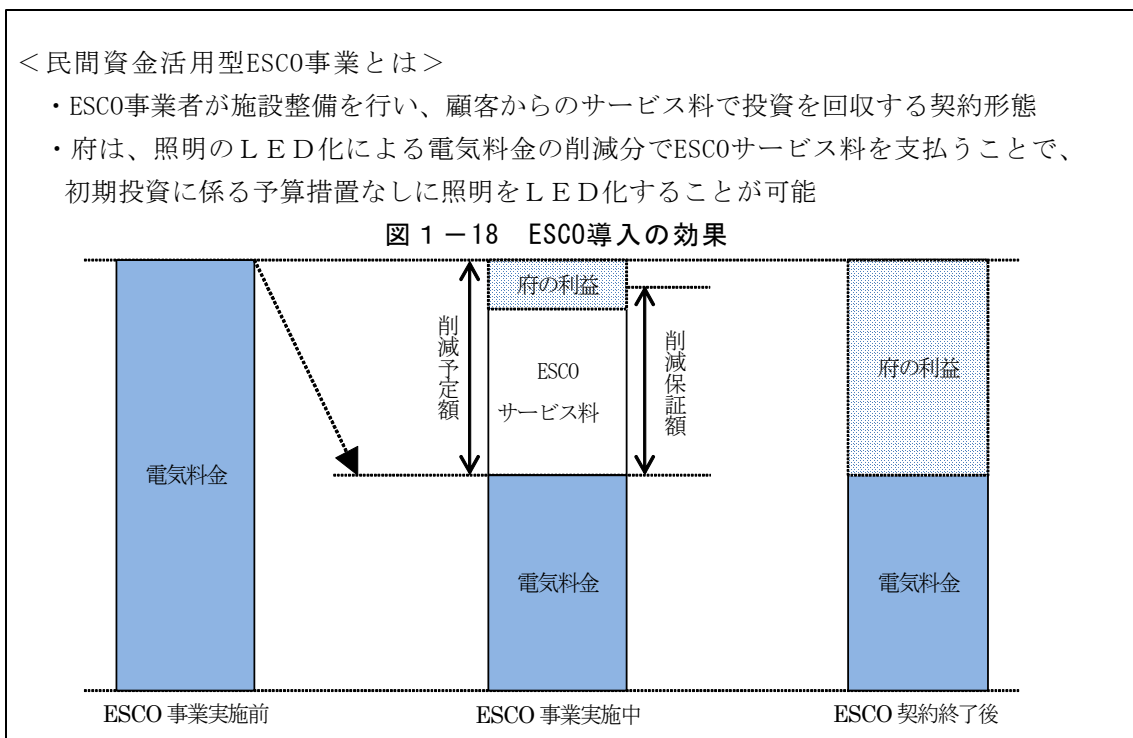 ＜民間資金活用型ESCO事業とは＞
・ESCO事業者が施設整備を行い、顧客からのサービス料で投資を回収する契約形態
・府は、照明のＬＥＤ化による電気料金の削減分でESCOサービス料を支払うことで、
初期投資に係る予算措置なしに照明をＬＥＤ化することが可能
図１－18　ESCO導入の効果
電気料金
削減予定額
府の利益
ESCO
サービス料
削減保証額
電気料金
府の利益
電気料金
ESCO 事業実施前
ESCO 事業実施中
ESCO 契約終了後